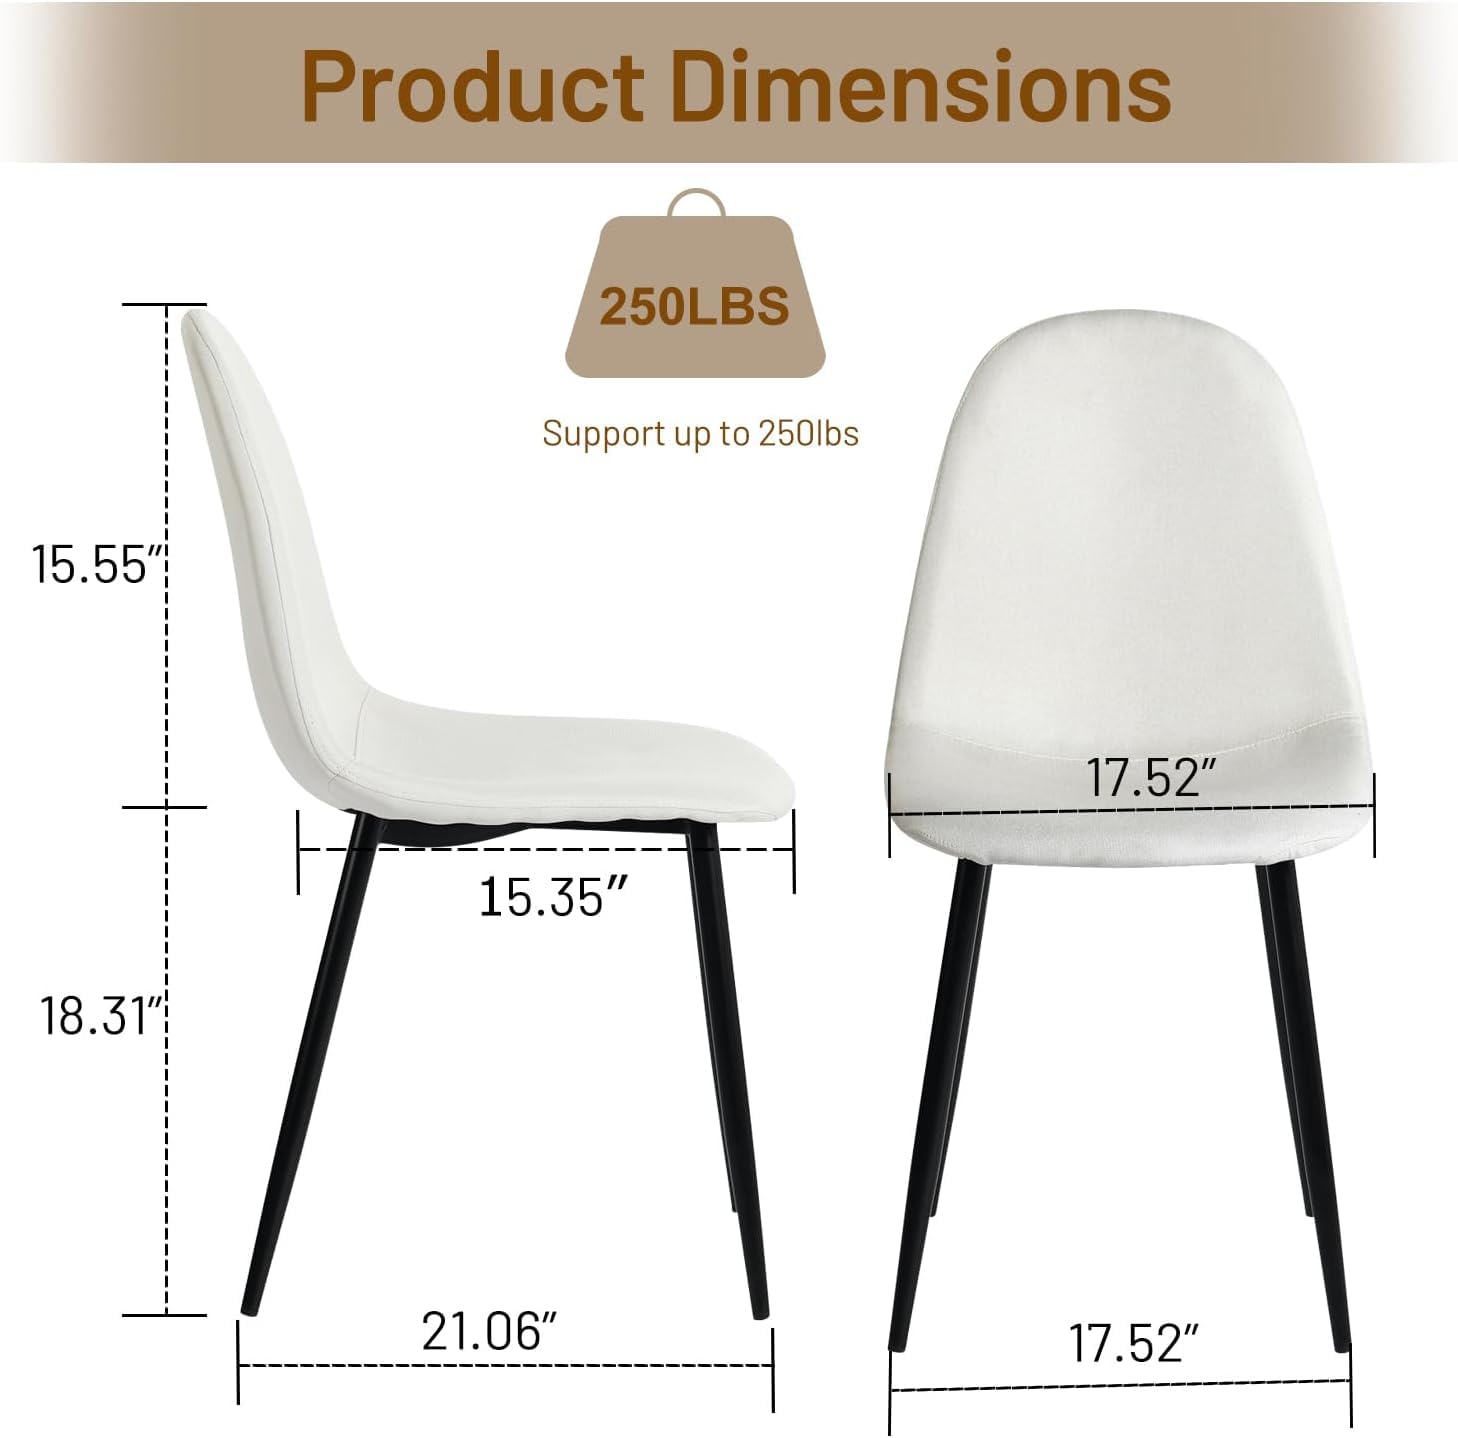 Product Dimensions
250LBS
Support up to 250lbs
15.55″
17.52″
15.35″
18.31″
21.06″
17.52″